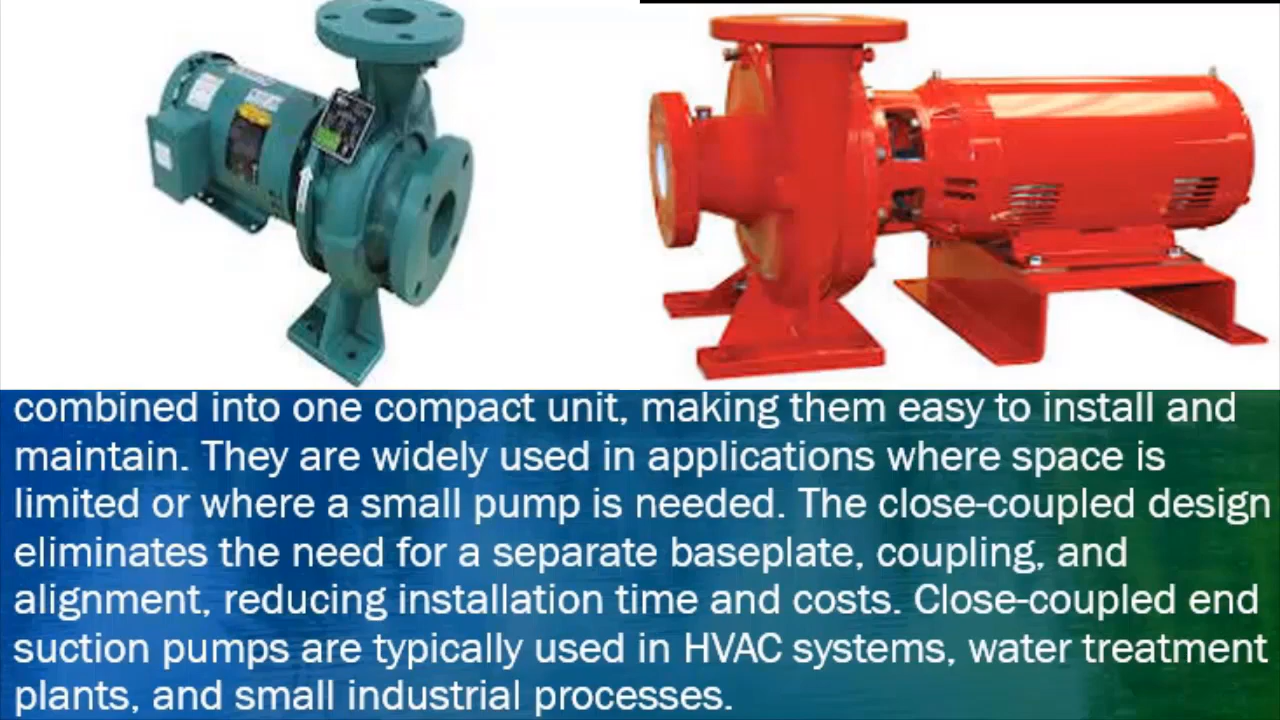 combined into one compact unit, making them easy to install and
maintain. They are widely used in applications where space is
limited or where a small pump is needed. The close-coupled design
eliminates the need for a separate baseplate, coupling, and
alignment, reducing installation time and costs. Close-coupled end
suction pumps are typically used in HVAC systems, water treatment
plants, and small industrial processes.